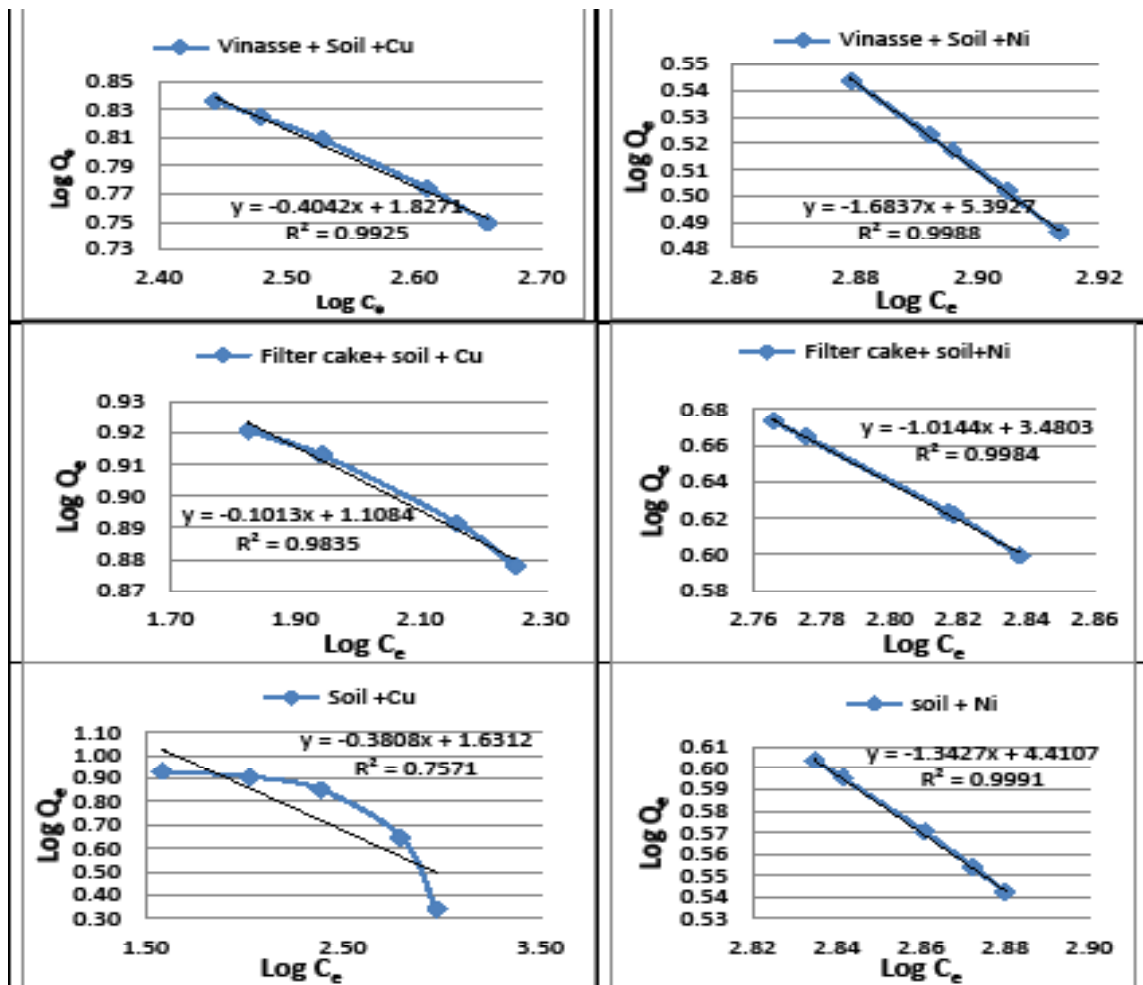 Vinasse + Soil +Cu
0.85
0.83
0.81
0.79
0.77
0.75
0.73
Log Qe
y = -0.4042x + 1.8271
R² = 0.9925
2.40 2.50 2.60 2.70
Log Ce
Vinasse + Soil +Ni
0.55
0.54
0.53
0.52
0.51
0.50
0.49
0.48
Log Qe
y = -1.6837x + 5.3927
R² = 0.9988
2.86 2.88 2.90 2.92
Log Ce
Filter cake+ soil + Cu
0.93
0.92
0.91
0.90
0.89
0.88
0.87
Log Qe
y = -0.1013x + 1.1084
R² = 0.9835
1.70 1.90 2.10 2.30
Log Ce
Filter cake+ soil+Ni
0.68
0.66
0.64
0.62
0.60
0.58
Log Qe
y = -1.0144x + 3.4803
R² = 0.9984
2.76 2.78 2.80 2.82 2.84 2.86
Log Ce
Soil +Cu
1.10
1.00
0.90
0.80
0.70
0.60
0.50
0.40
0.30
Log Qe
y = -0.3808x + 1.6312
R² = 0.7571
1.50 2.50 3.50
Log Ce
soil + Ni
0.61
0.60
0.59
0.58
0.57
0.56
0.55
0.54
0.53
Log Qe
y = -1.3427x + 4.4107
R² = 0.9991
2.82 2.84 2.86 2.88 2.90
Log Ce